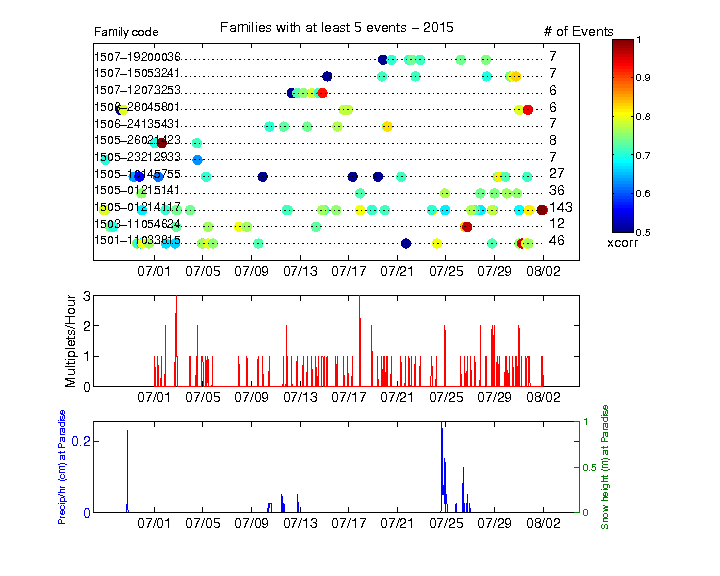 Families with at least 5 events − 2015
Family code
# of Events
1507−19200036 7
1507−15053241 7
1507−12073253 6
1506−28045801 6
1506−24135431 7
1505−26021423 8
1505−23212933 7
1505−10145755 27
1505−01215141 36
1505−01214117 143
1503−11054624 12
1501−11033815 46
07/01 07/05 07/09 07/13 07/17 07/21 07/25 07/29 08/02
1
0.9
0.8
0.7
0.6
0.5
xcorr
Multiplets/Hour
3
2
1
0
07/01 07/05 07/09 07/13 07/17 07/21 07/25 07/29 08/02
Precip/hr (cm) at Paradise
0.2
0
1
0.5
0
Snow height (m) at Paradise
07/01 07/05 07/09 07/13 07/17 07/21 07/25 07/29 08/02